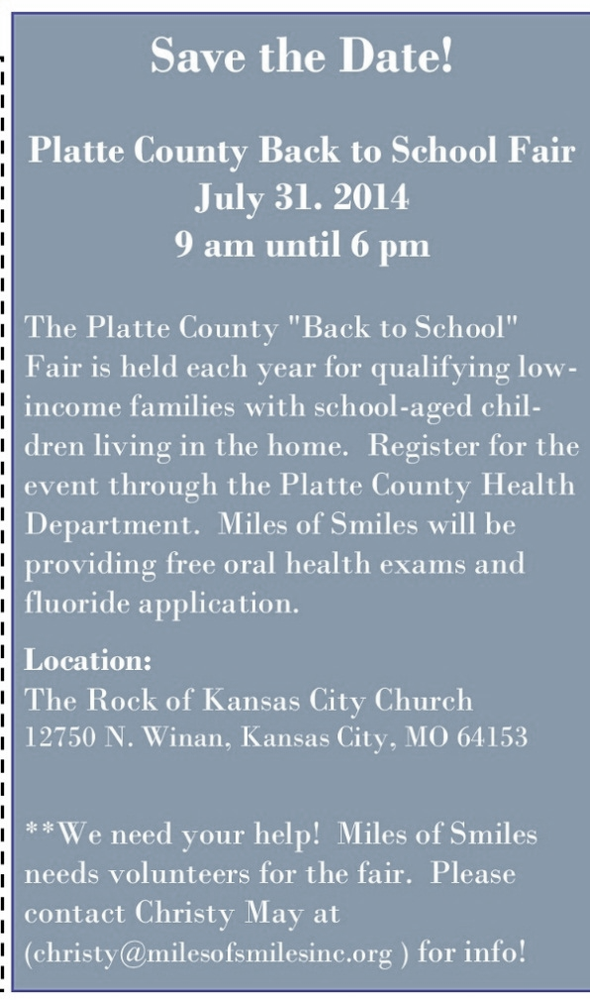 Save the Date!
Platte County Back to School Fair
July 31. 2014
9 am until 6 pm
The Platte County "Back to School"
Fair is held each year for qualifying low-
income families with school-aged chil-
dren living in the home.  Register for the
event through the Platte County Health
Department.  Miles of Smiles will be
providing free oral health exams and
fluoride application.
Location:
The Rock of Kansas City Church
12750 N. Winan, Kansas City, MO 64153
**We need your help!  Miles of Smiles
needs volunteers for the fair.  Please
contact Christy May at
(christy@milesofsmilesinc.org ) for info!